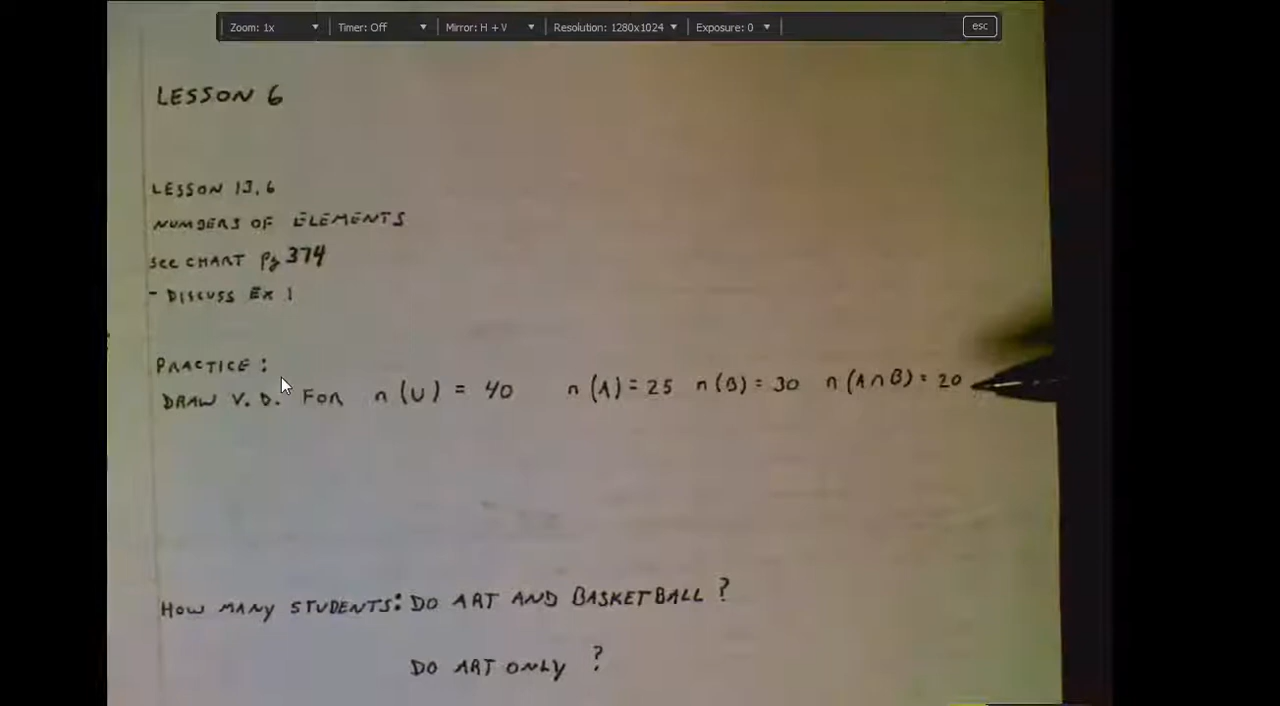 Zoom: 1x Timer: Off Mirror: H + V Resolution: 1280x1024 Exposure: 0 esc
LESSON 6
LESSON 13.6
NUMBERS OF ELEMENTS
SEE CHART Pg 374
- DISCUSS EX 1
PRACTICE:
DRAW V. D. FOR n(U) = 40 n(A) = 25 n(B) = 30 n(A∩B) = 20
HOW MANY STUDENTS: DO ART AND BASKETBALL?
DO ART ONLY?